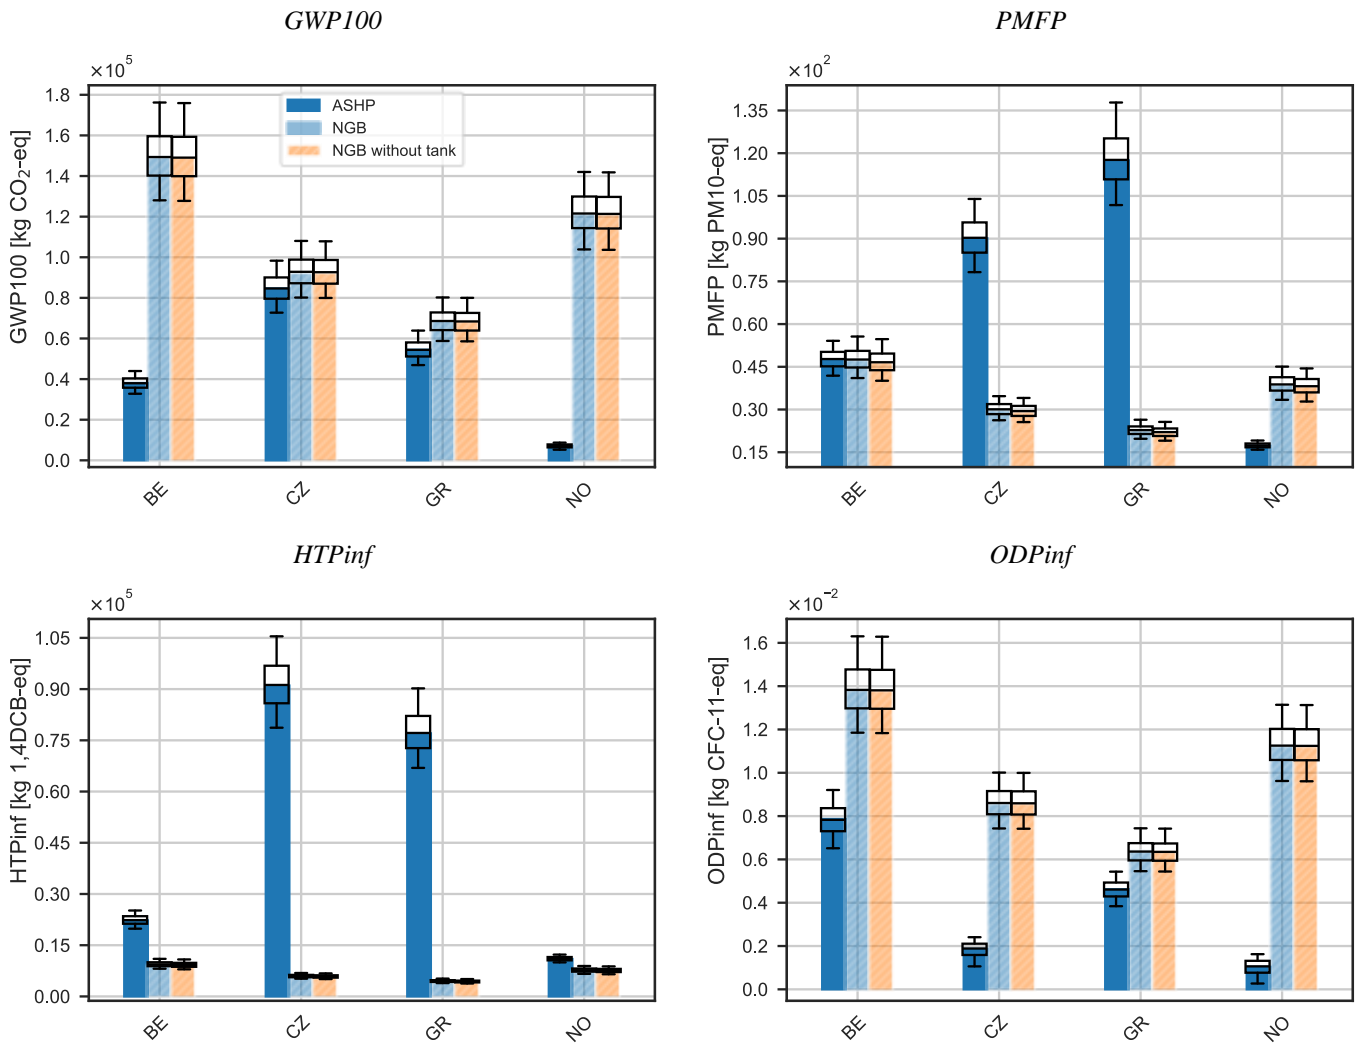 GWP100
×10⁵
GWP100 [kg CO₂-eq]
1.8
1.6
1.4
1.2
1.0
0.8
0.6
0.4
0.2
0.0
ASHP
NGB
NGB without tank
BE
CZ
GR
NO
PMFP
×10²
PMFP [kg PM10-eq]
1.35
1.20
1.05
0.90
0.75
0.60
0.45
0.30
0.15
BE
CZ
GR
NO
HTPinf
×10⁵
HTPinf [kg 1,4DCB-eq]
1.05
0.90
0.75
0.60
0.45
0.30
0.15
0.00
BE
CZ
GR
NO
ODPinf
×10⁻²
ODPinf [kg CFC-11-eq]
1.6
1.4
1.2
1.0
0.8
0.6
0.4
0.2
0.0
BE
CZ
GR
NO